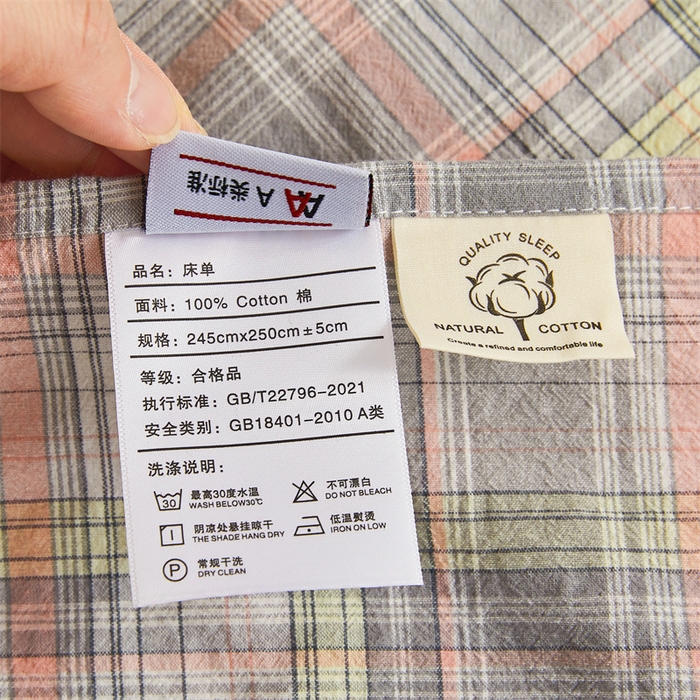 A 类标准
品名：床单
面料：100% Cotton 棉
规格：245cmx250cm±5cm
等级：合格品
执行标准：GB/T22796-2021
安全类别：GB18401-2010 A类
洗涤说明：
30 最高30度水温
WASH BELOW30℃
不可漂白
DO NOT BLEACH
阴凉处悬挂晾干
THE SHADE HANG DRY
低温熨烫
IRON ON LOW
P 常规干洗
DRY CLEAN
QUALITY SLEEP
NATURAL COTTON
Create a refined and comfortable life